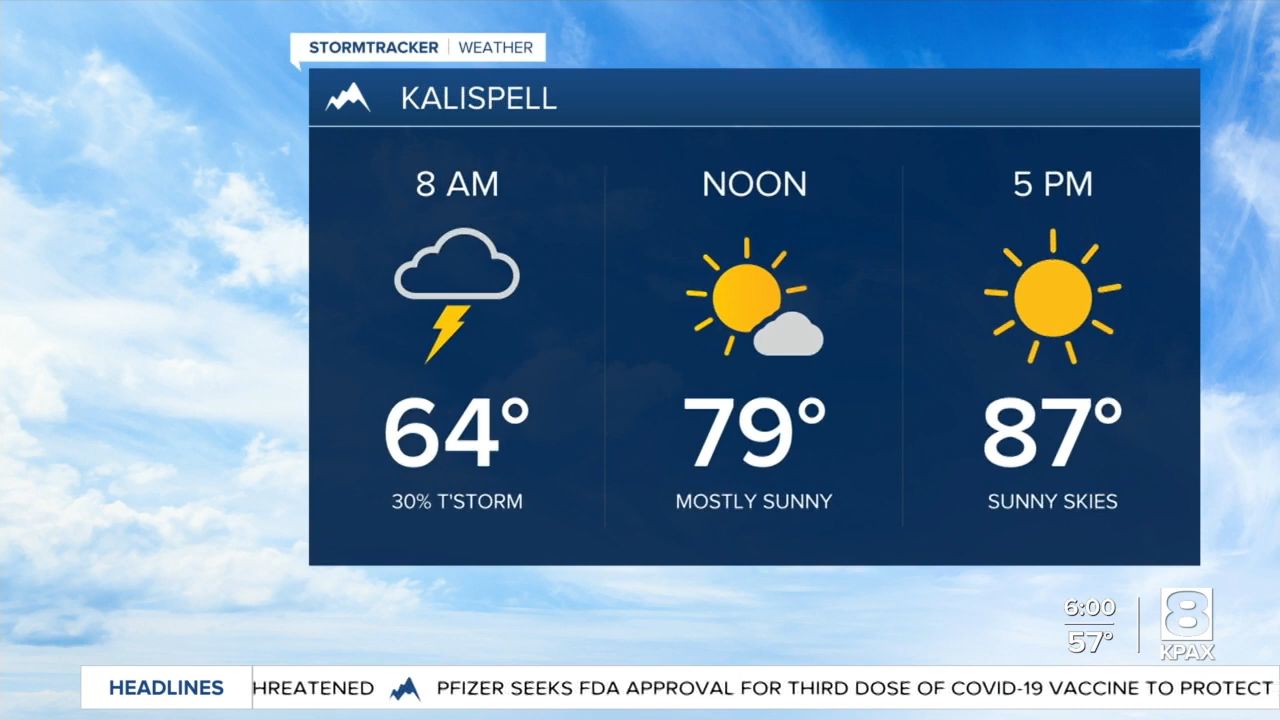 STORMTRACKER | WEATHER
KALISPELL
8 AM
64°
30% T'STORM
NOON
79°
MOSTLY SUNNY
5 PM
87°
SUNNY SKIES
6:00
57°
8
KPAX
HEADLINES
HREATENED PFIZER SEEKS FDA APPROVAL FOR THIRD DOSE OF COVID-19 VACCINE TO PROTECT